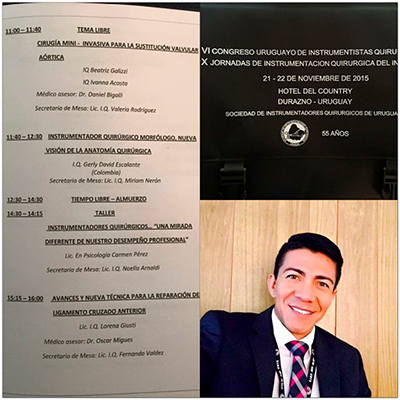 11:00 – 11:40 TEMA LIBRE
CIRUGÍA MINI - INVASIVA PARA LA SUSTITUCIÓN VALVULAR
AÓRTICA
IQ Beatriz Galizzi
IQ Ivanna Acosta
Médico asesor: Dr. Daniel Bigalli
Secretaria de Mesa: Lic. I.Q. Valeria Rodriguez
11:40 – 12:30 INSTRUMENTADOR QUIRÚRGICO MORFÓLOGO, NUEVA
VISIÓN DE LA ANATOMÍA QUIRÚRGICA
I.Q. Gerly David Escalante
(Colombia)
Secretaria de Mesa: Lic. I.Q. Miriam Nerón
12:30 – 14:30 TIEMPO LIBRE – ALMUERZO
14:30 – 14:15 TALLER
INSTRUMENTADORES QUIRÚRGICOS... "UNA MIRADA
DIFERENTE DE NUESTRO DESEMPEÑO PROFESIONAL"
Lic. En Psicología Carmen Pérez
Secretaria de Mesa: Lic. I.Q. Noelia Arnaldi
15:15 – 16:00 AVANCES Y NUEVA TÉCNICA PARA LA REPARACIÓN DE
LIGAMENTO CRUZADO ANTERIOR
Lic. I.Q. Lorena Giusti
Médico asesor: Dr. Oscar Migues
Secretario de Mesa: Lic. I.Q. Fernando Valdez
VI CONGRESO URUGUAYO DE INSTRUMENTISTAS QUIRU
X JORNADAS DE INSTRUMENTACION QUIRURGICA DEL IN
21 - 22 DE NOVIEMBRE DE 2015
HOTEL DEL COUNTRY
DURAZNO - URUGUAY
SOCIEDAD DE INSTRUMENTADORES QUIRURGICOS DE URUGUA
55 AÑOS